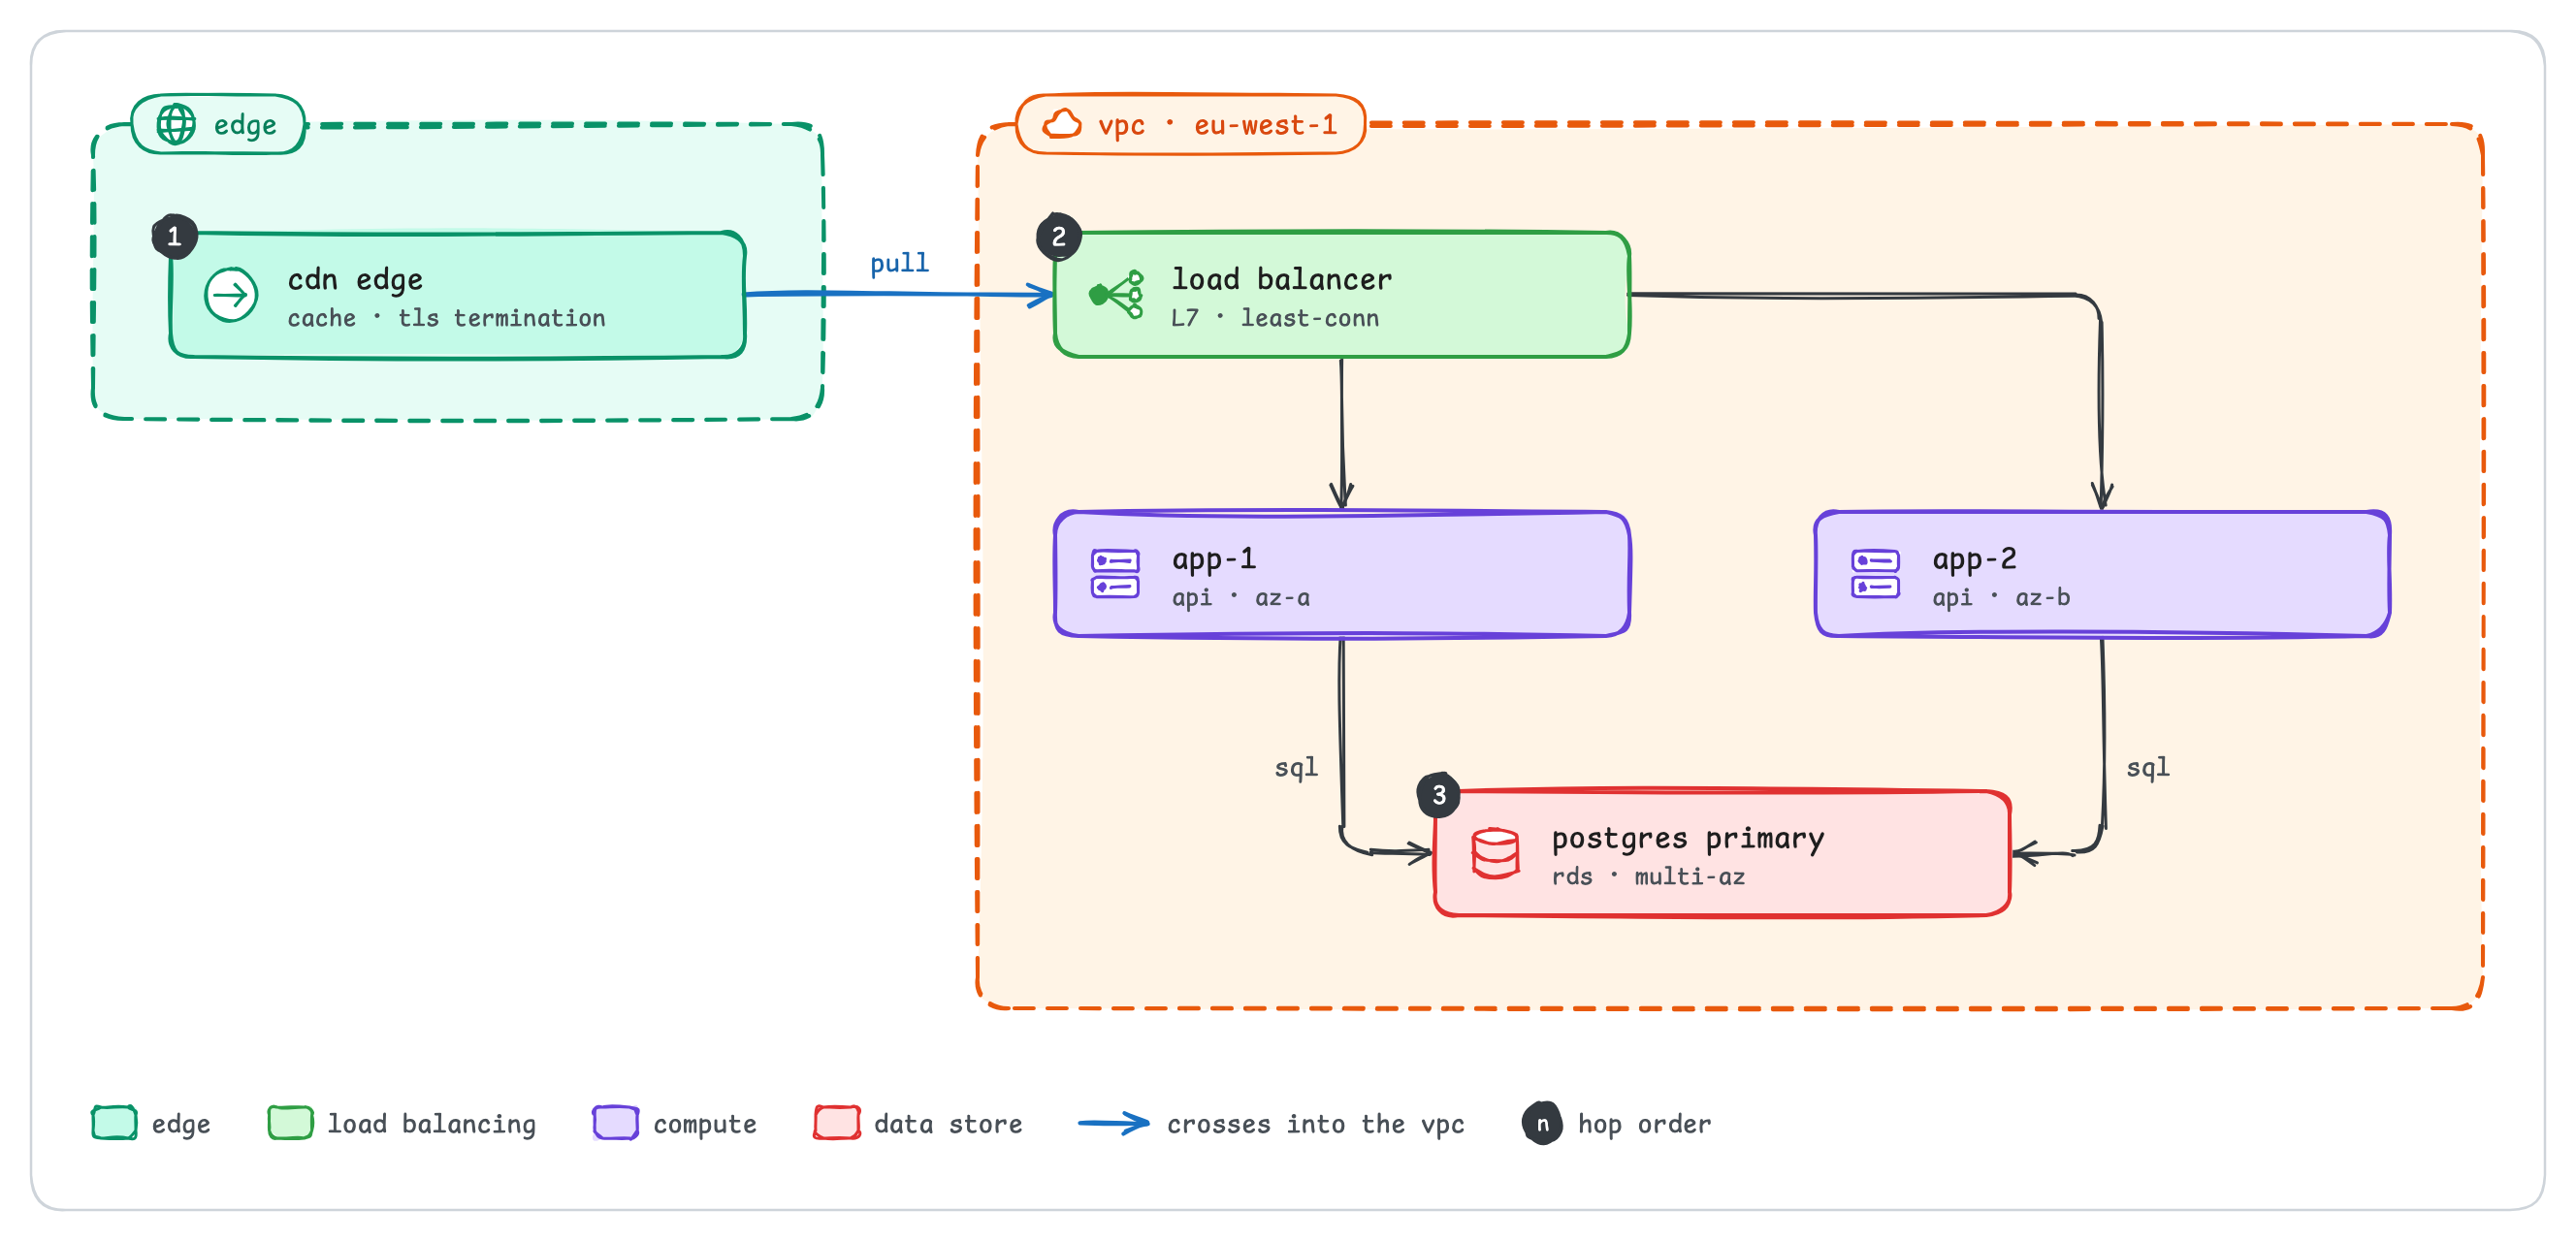 edge
vpc · eu-west-1
1
cdn edge
cache · tls termination
pull
2
load balancer
L7 · least-conn
app-1
api · az-a
app-2
api · az-b
sql
sql
3
postgres primary
rds · multi-az
edge
load balancing
compute
data store
crosses into the vpc
n
hop order